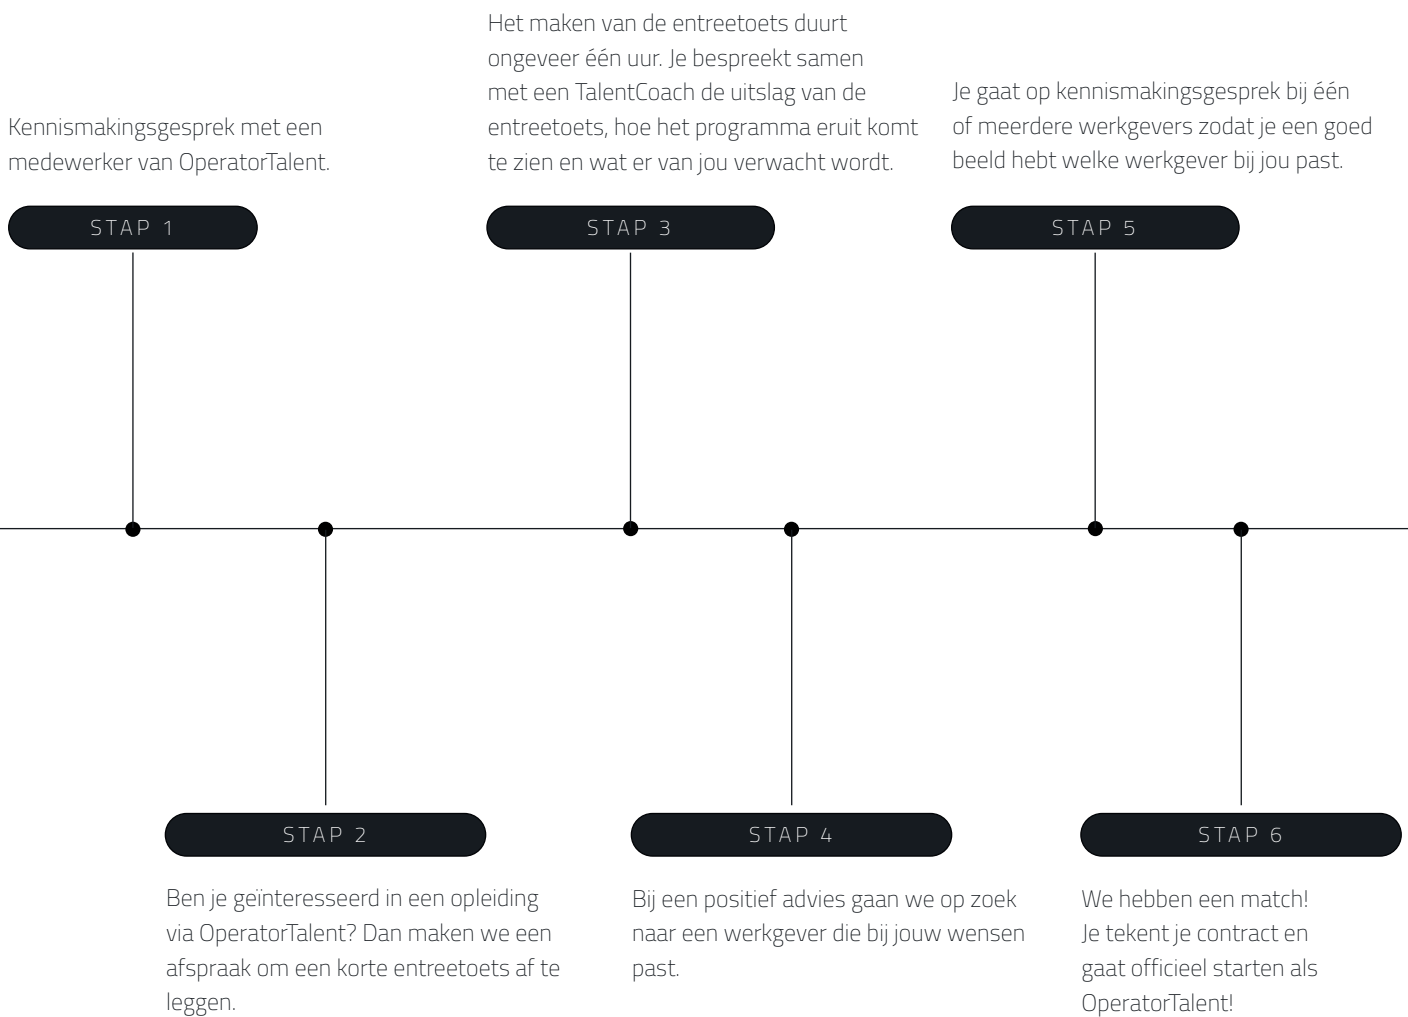 Kennismakingsgesprek met een
medewerker van OperatorTalent.
STAP 1
Ben je geïnteresseerd in een opleiding
via OperatorTalent? Dan maken we een
afspraak om een korte entreetoets af te
leggen.
STAP 2
Het maken van de entreetoets duurt
ongeveer één uur. Je bespreekt samen
met een TalentCoach de uitslag van de
entreetoets, hoe het programma eruit komt
te zien en wat er van jou verwacht wordt.
STAP 3
STAP 4
Bij een positief advies gaan we op zoek
naar een werkgever die bij jouw wensen
past.
Je gaat op kennismakingsgesprek bij één
of meerdere werkgevers zodat je een goed
beeld hebt welke werkgever bij jou past.
STAP 5
STAP 6
We hebben een match!
Je tekent je contract en
gaat officieel starten als
OperatorTalent!